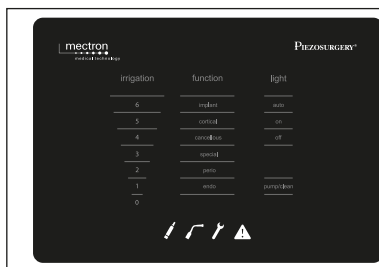 mectron
medical technology
PIEZOSURGERY®
irrigation function light
6 implant auto
5 cortical on
4 cancellous off
3 special
2 perio
1 endo pump/clean
0